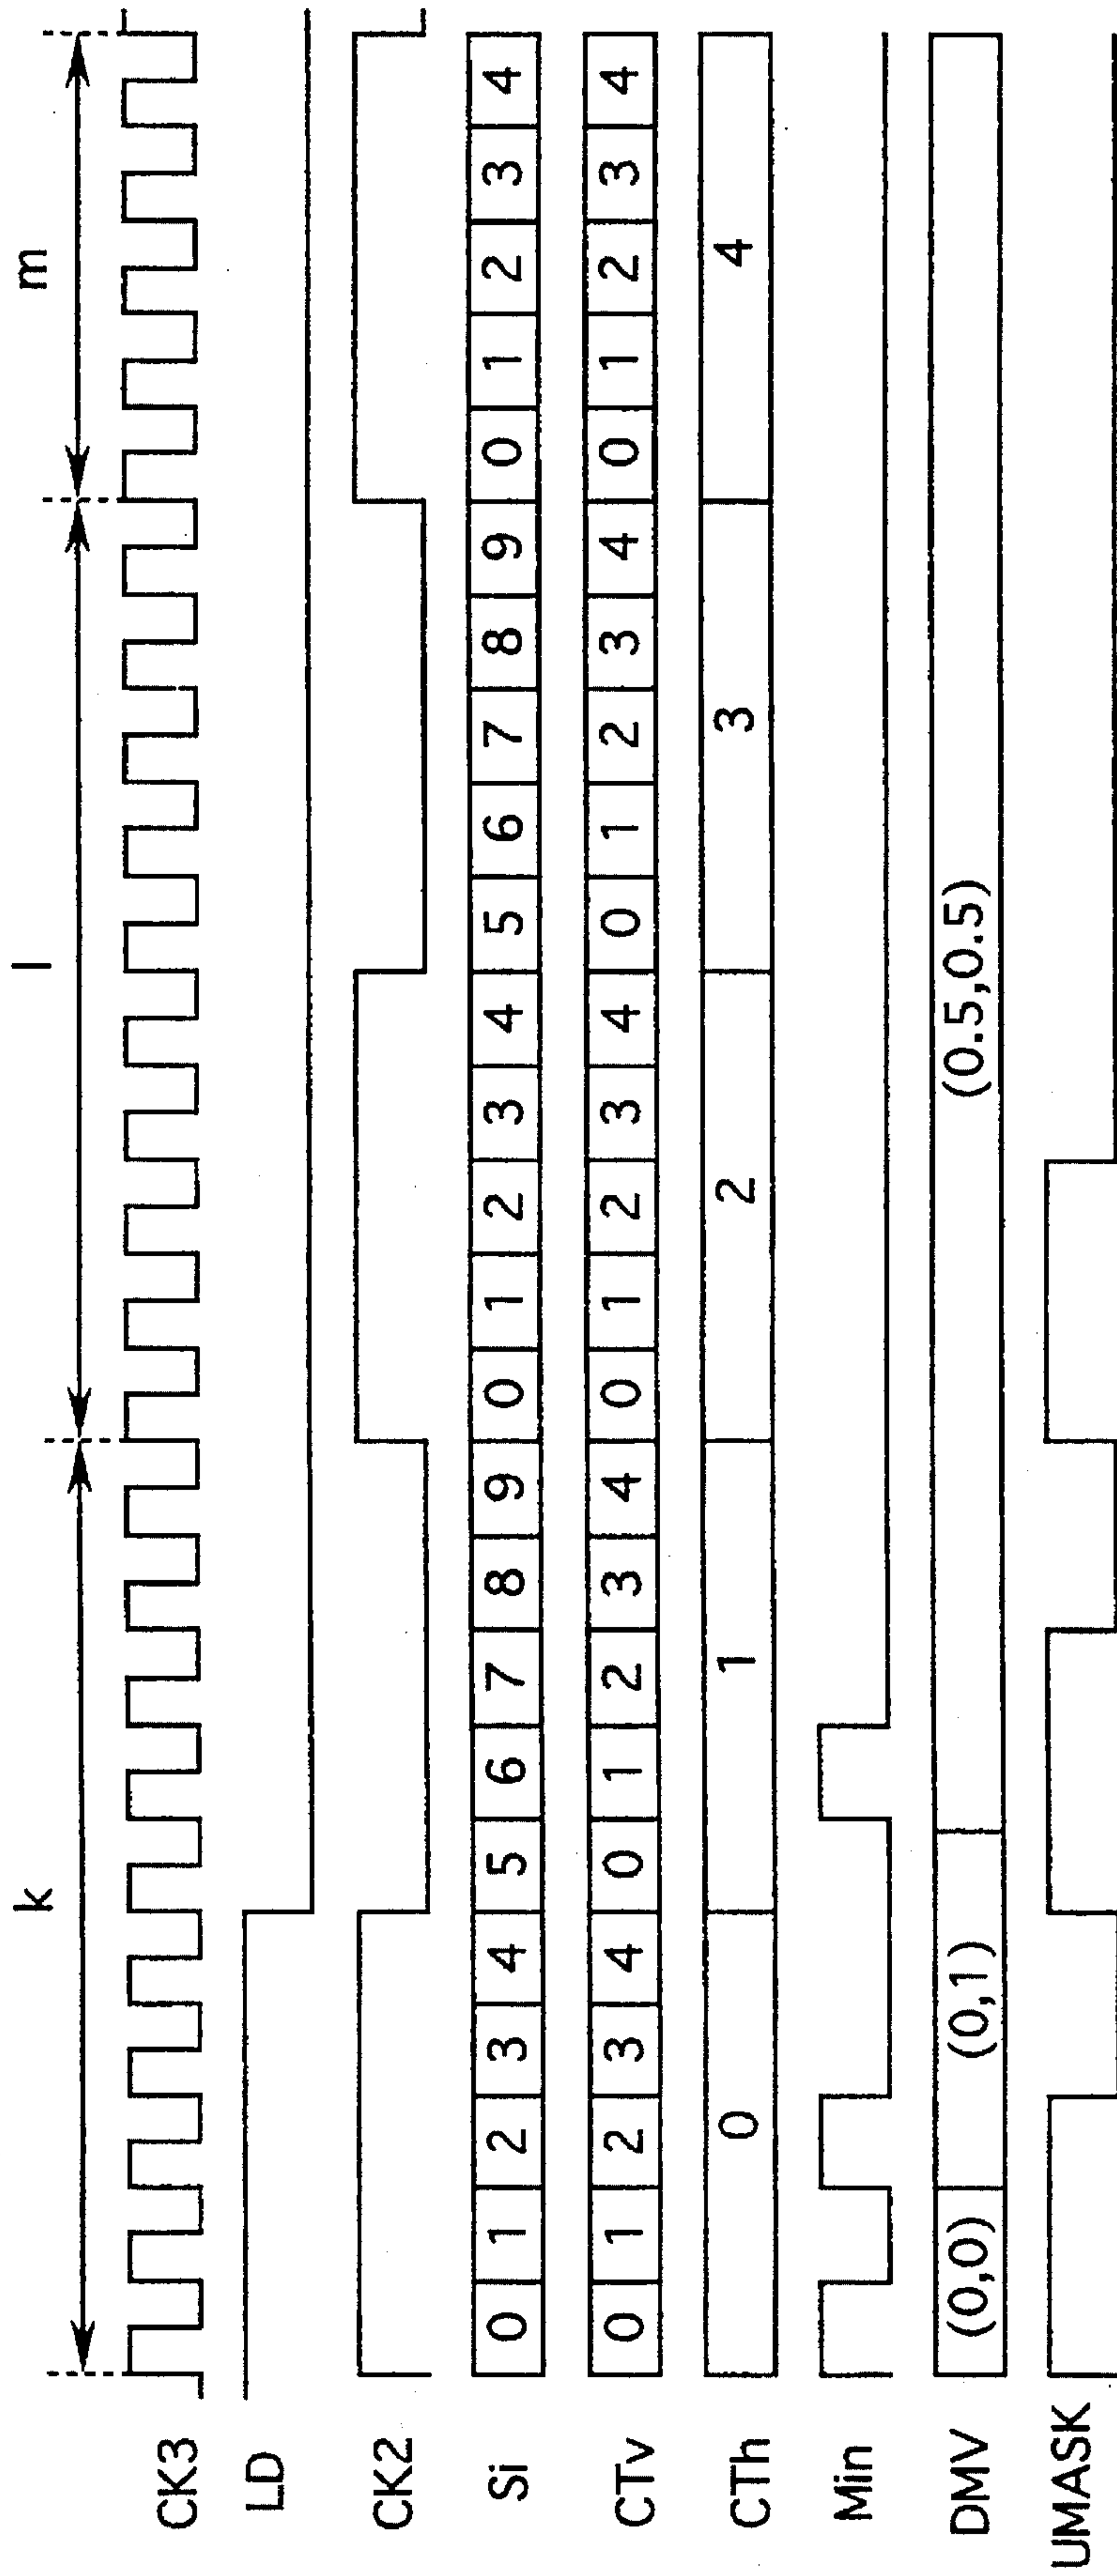 k l m
CK3
LD
CK2
Si 0 1 2 3 4 5 6 7 8 9 0 1 2 3 4 5 6 7 8 9 0 1 2 3 4
CTv 0 1 2 3 4 0 1 2 3 4 0 1 2 3 4 0 1 2 3 4 0 1 2 3 4
CTh 0 1 2 3 4
Min
DMV (0,0) (0,1) (0.5,0.5)
UMASK